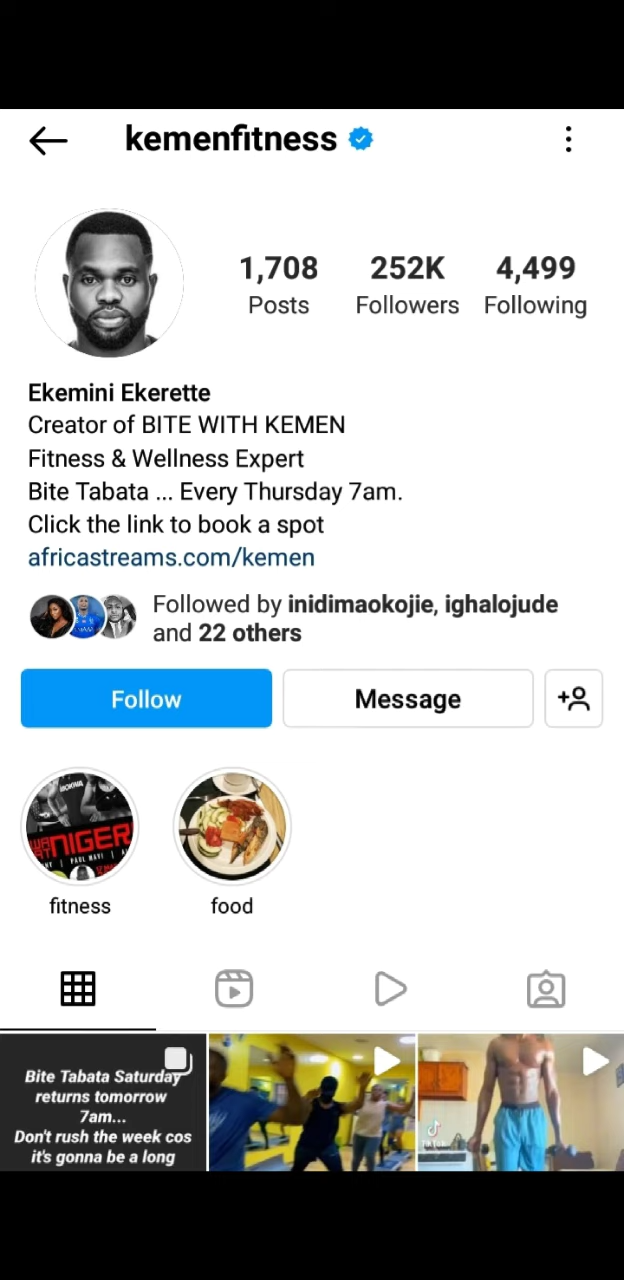 kemenfitness
1,708
252K
4,499
Posts
Followers
Following
Ekemini Ekerette
Creator of BITE WITH KEMEN
Fitness & Wellness Expert
Bite Tabata ... Every Thursday 7am.
Click the link to book a spot
africastreams.com/kemen
Followed by inidimaokojie, ighalojude
and 22 others
Follow
Message
NIGER
PAUL
fitness
food
Bite Tabata Saturday
returns tomorrow
7am...
Don't rush the week cos
it's gonna be a long